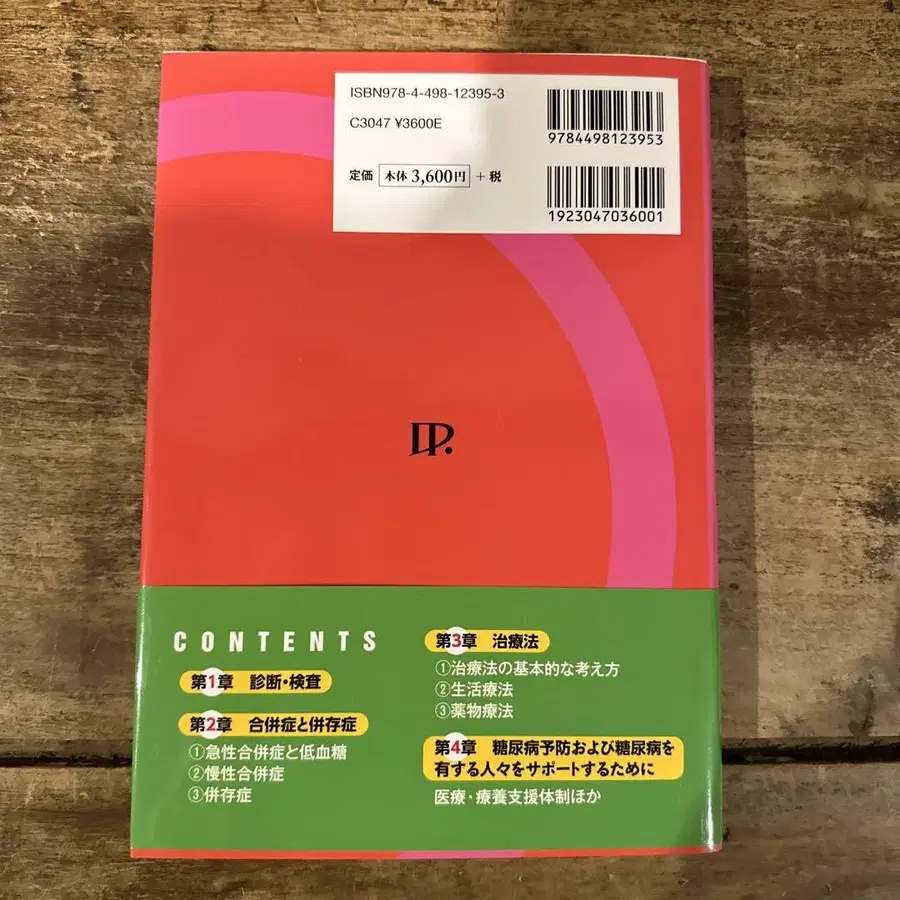 ISBN978-4-498-12395-3
C3047 ¥3600E
定価 本体 3,600円 + 税
9784498123953
1923047036001
CONTENTS
第1章 診断・検査
第2章 合併症と併存症
①急性合併症と低血糖
②慢性合併症
③併存症
第3章 治療法
①治療法の基本的な考え方
②生活療法
③薬物療法
第4章 糖尿病予防および糖尿病を
有する人々をサポートするために
医療・療養支援体制ほか